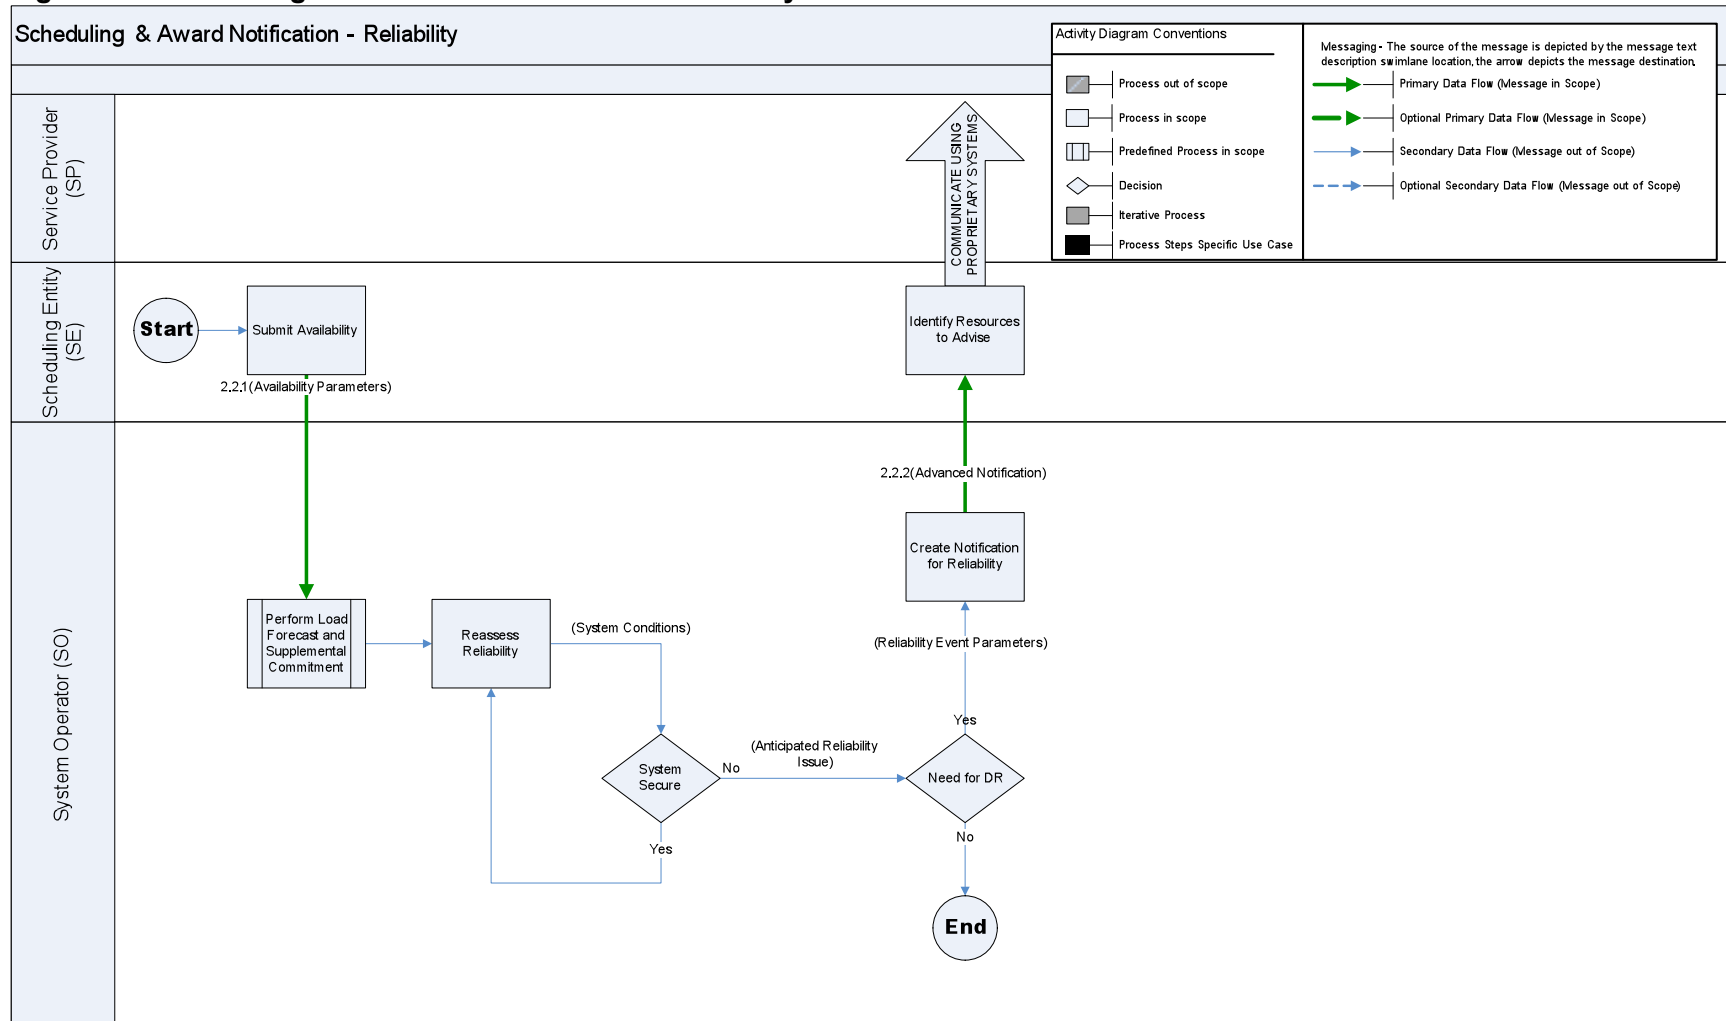 Scheduling & Award Notification - Reliability
Activity Diagram Conventions
Process out of scope
Process in scope
Predefined Process in scope
Decision
Iterative Process
Process Steps Specific Use Case
Messaging - The source of the message is depicted by the message text
description swimlane location, the arrow depicts the message destination.
Primary Data Flow (Message in Scope)
Optional Primary Data Flow (Message in Scope)
Secondary Data Flow (Message out of Scope)
Optional Secondary Data Flow (Message out of Scope)
Service Provider
(SP)
COMMUNICATE USING
PROPRIETARY SYSTEMS
Scheduling Entity
(SE)
Start
Submit Availability
2.2.1(Availability Parameters)
Identify Resources
to Advise
System Operator (SO)
2.2.2(Advanced Notification)
Create Notification
for Reliability
Perform Load
Forecast and
Supplemental
Commitment
Reassess
Reliability
(System Conditions)
(Reliability Event Parameters)
System
Secure
No
Yes
(Anticipated Reliability
Issue)
Yes
Need for DR
No
End